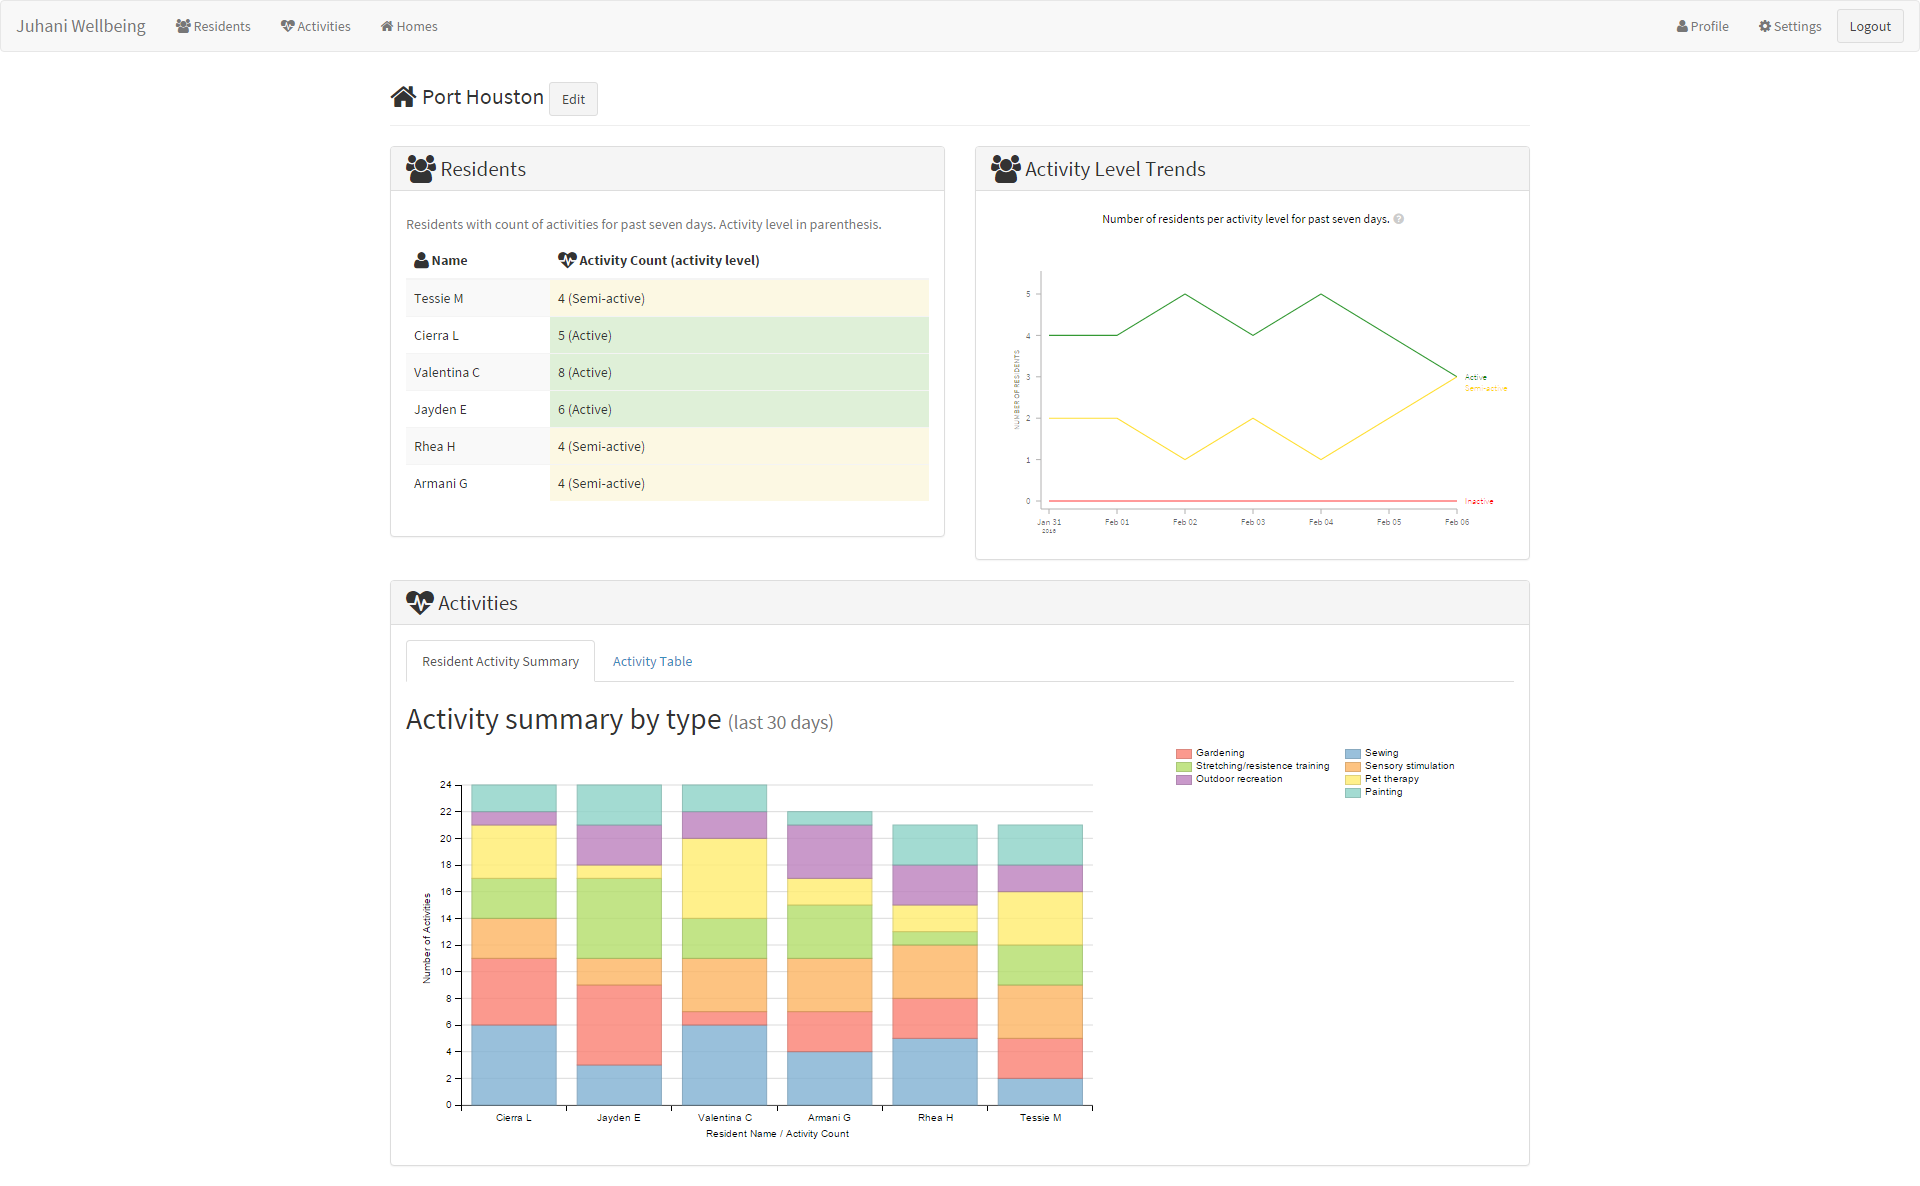 Juhani Wellbeing Residents Activities Homes Profile Settings Logout
Port Houston Edit
Residents
Residents with count of activities for past seven days. Activity level in parenthesis.
Name Activity Count (activity level)
Tessie M 4 (Semi-active)
Cierra L 5 (Active)
Valentina C 8 (Active)
Jayden E 6 (Active)
Rhea H 4 (Semi-active)
Armani G 4 (Semi-active)
Activity Level Trends
Number of residents per activity level for past seven days. ?
NUMBER OF RESIDENTS
5
4
3
2
1
0
Active
Semi-active
Inactive
Jan 31 Feb 01 Feb 02 Feb 03 Feb 04 Feb 05 Feb 06
2015
Activities
Resident Activity Summary Activity Table
Activity summary by type (last 30 days)
Gardening Sewing
Stretching/resistence training Sensory stimulation
Outdoor recreation Pet therapy
Painting
Number of Activities
24
22
20
18
16
14
12
10
8
6
4
2
0
Cierra L Jayden E Valentina C Armani G Rhea H Tessie M
Resident Name / Activity Count